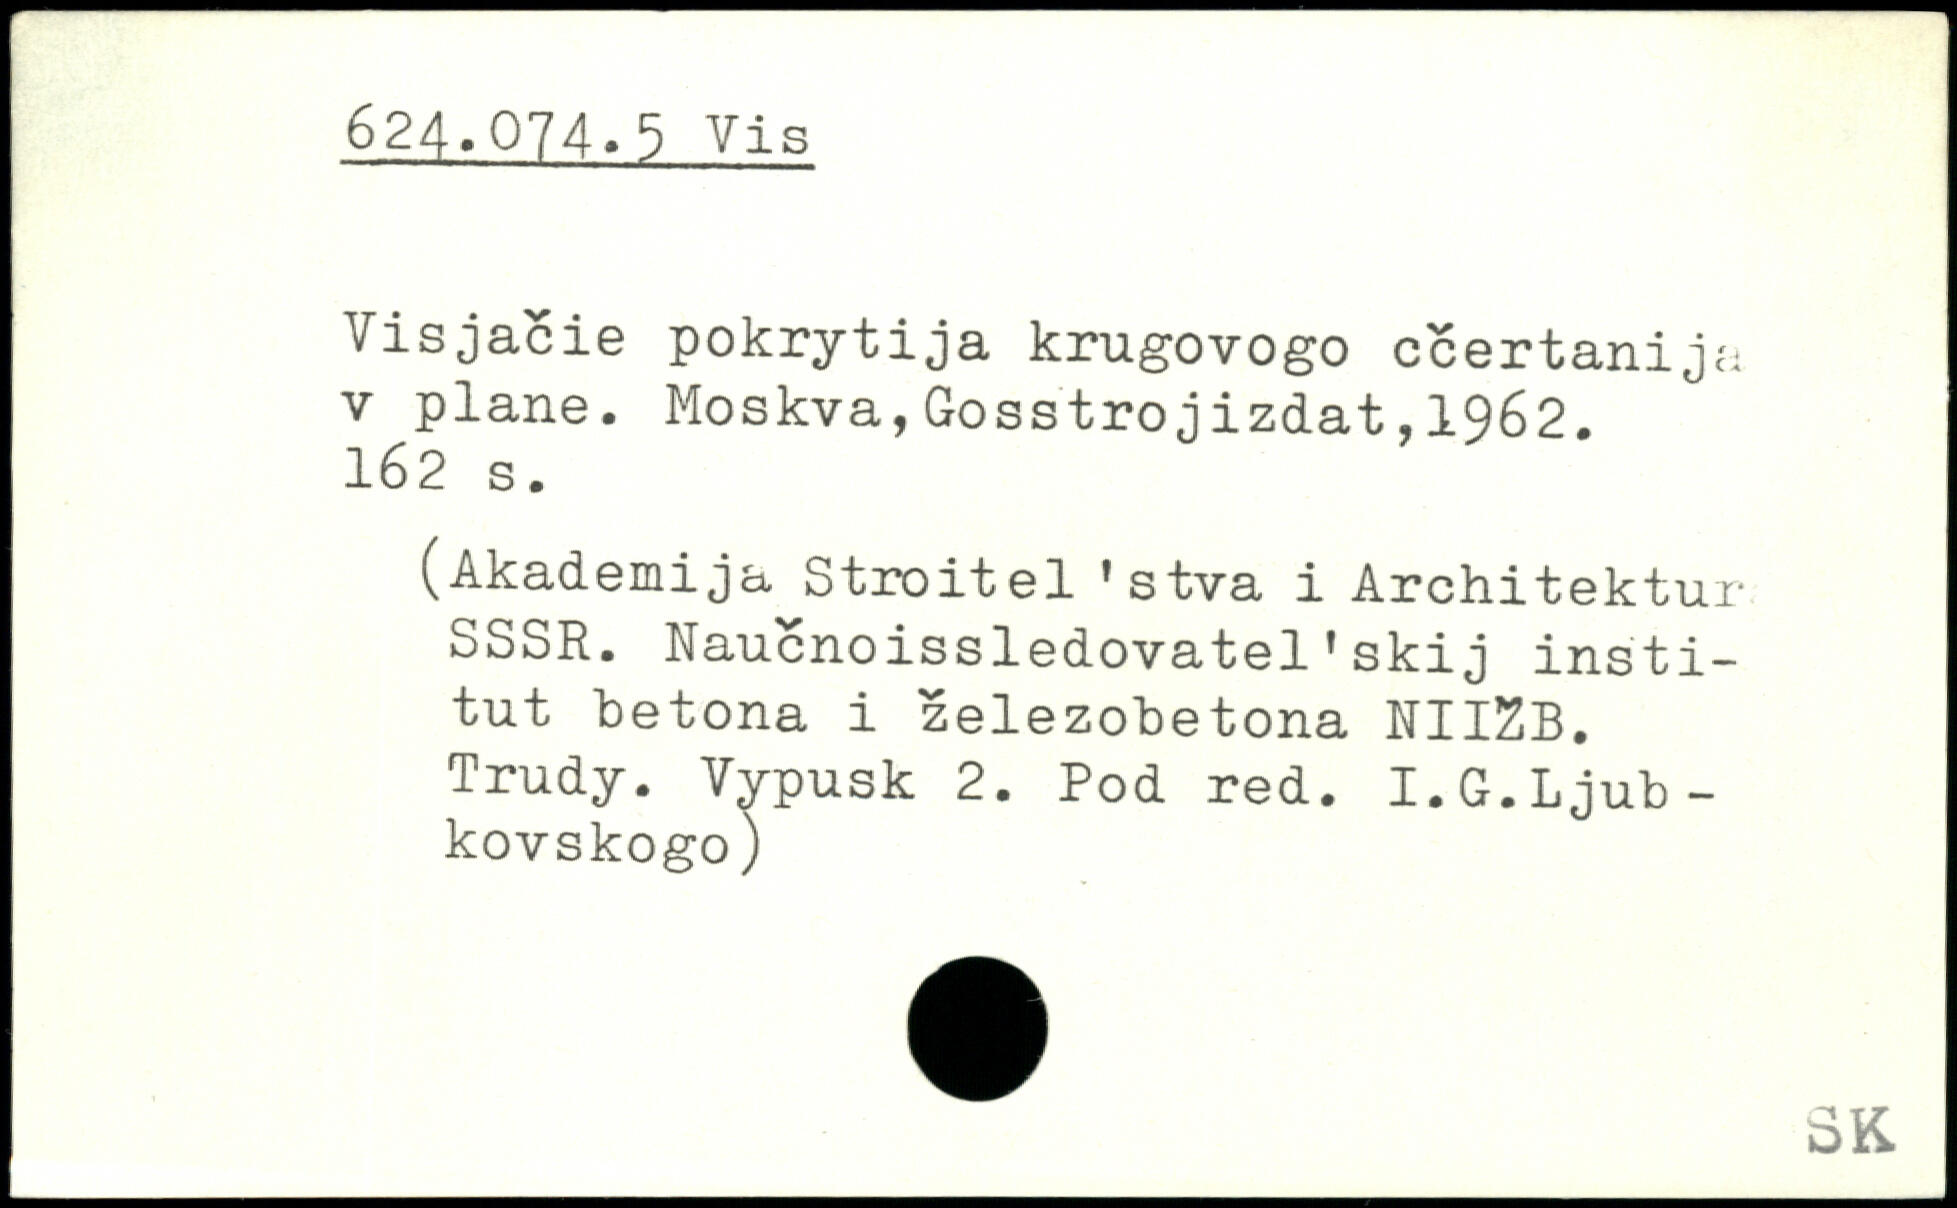 624.074.5 Vis
Visjačie pokrytija krugovogo cčertanija
v plane. Moskva,Gosstrojizdat,1962.
162 s.
(Akademija Stroitel'stva i Architektur
SSSR. Naučnoissledovatel'skij insti-
tut betona i železobetona NIIŽB.
Trudy. Vypusk 2. Pod red. I.G.Ljub-
kovskogo)
SK